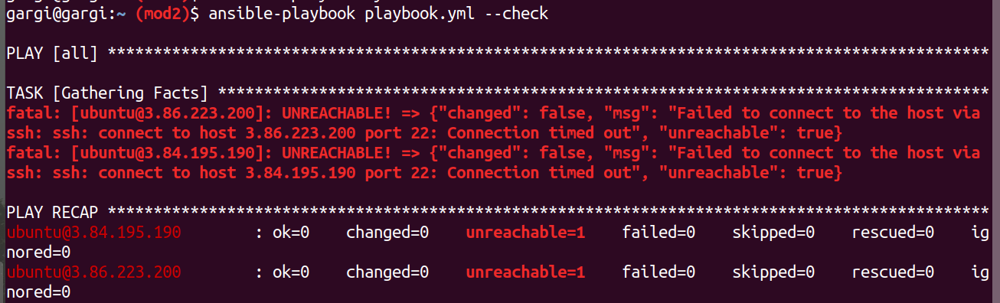 gargi@gargi:~ (mod2)$ ansible-playbook playbook.yml --check
PLAY [all] ************************************************************************************************
TASK [Gathering Facts] ************************************************************************************
fatal: [ubuntu@3.86.223.200]: UNREACHABLE! => {"changed": false, "msg": "Failed to connect to the host via
ssh: ssh: connect to host 3.86.223.200 port 22: Connection timed out", "unreachable": true}
fatal: [ubuntu@3.84.195.190]: UNREACHABLE! => {"changed": false, "msg": "Failed to connect to the host via
ssh: ssh: connect to host 3.84.195.190 port 22: Connection timed out", "unreachable": true}
PLAY RECAP ************************************************************************************************
ubuntu@3.84.195.190        : ok=0    changed=0    unreachable=1    failed=0    skipped=0    rescued=0    ig
nored=0
ubuntu@3.86.223.200        : ok=0    changed=0    unreachable=1    failed=0    skipped=0    rescued=0    ig
nored=0